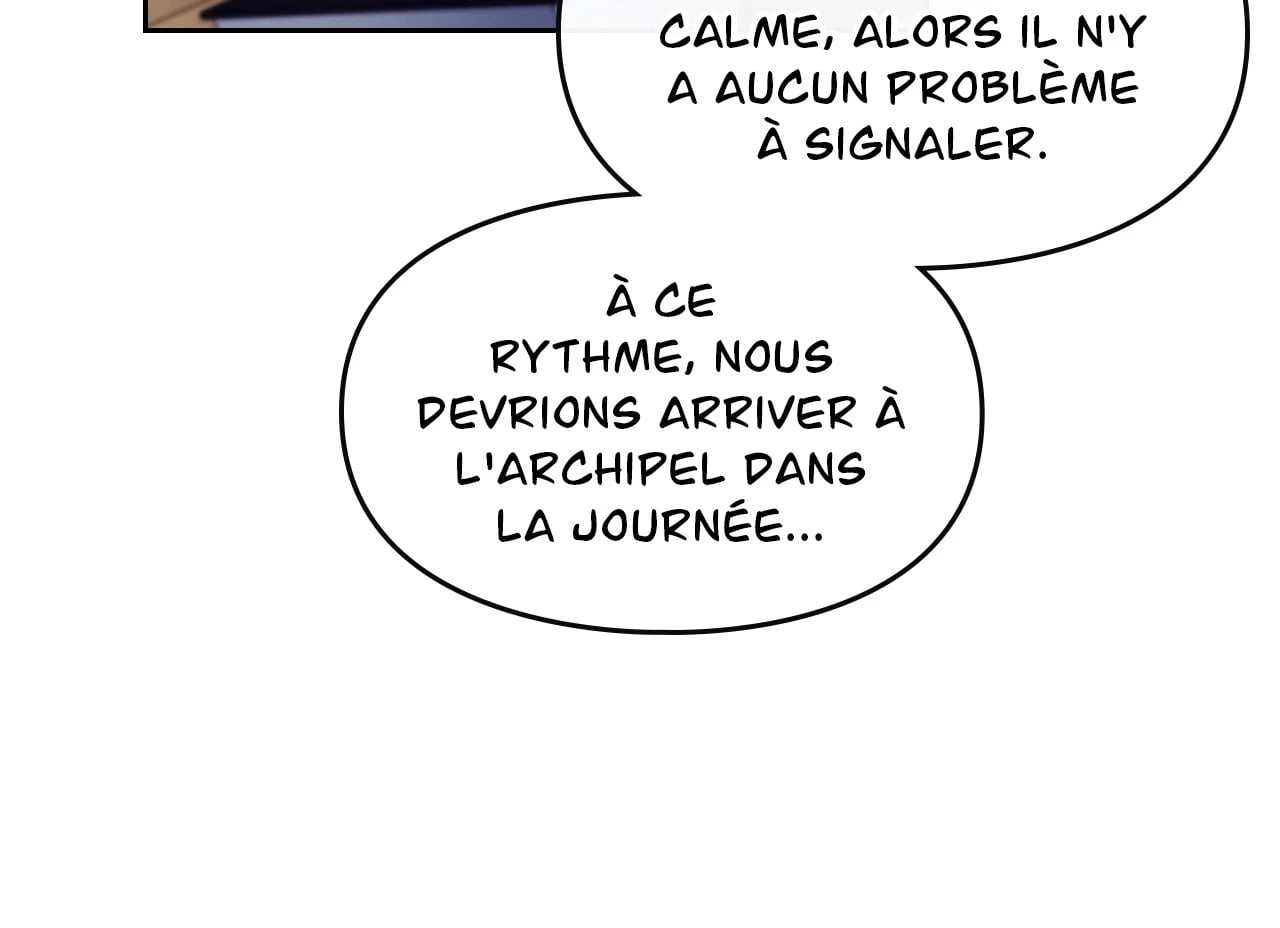 CALME, ALORS IL N'Y
A AUCUN PROBLÈME
À SIGNALER.
À CE
RYTHME, NOUS
DEVRIONS ARRIVER À
L'ARCHIPEL DANS
LA JOURNÉE...